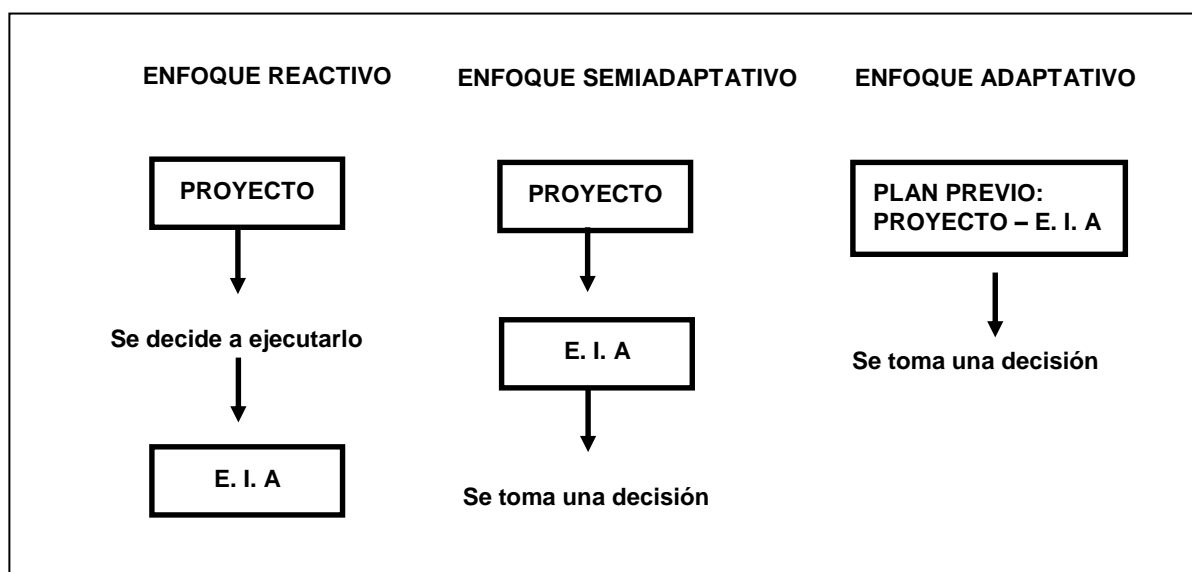 ENFOQUE REACTIVO
PROYECTO
Se decide a ejecutarlo
E. I. A
ENFOQUE SEMIADAPTATIVO
PROYECTO
E. I. A
Se toma una decisión
ENFOQUE ADAPTATIVO
PLAN PREVIO:
PROYECTO – E. I. A
Se toma una decisión